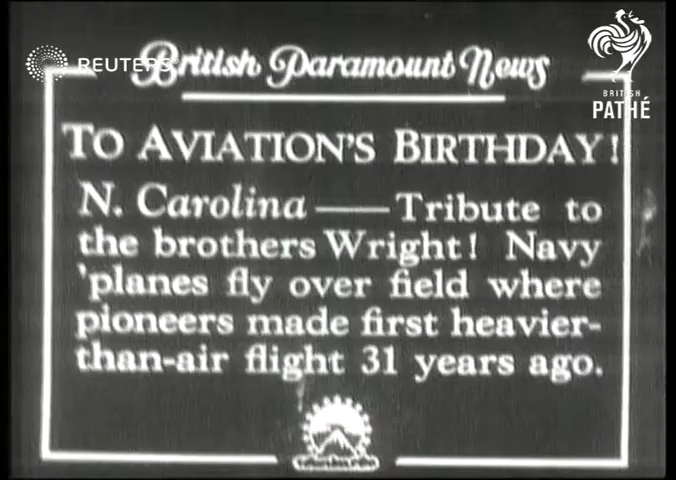 REUTERS
British Paramount News
BRITISH
PATHÉ
TO AVIATION'S BIRTHDAY!
N. Carolina — Tribute to
the brothers Wright! Navy
'planes fly over field where
pioneers made first heavier-
than-air flight 31 years ago.